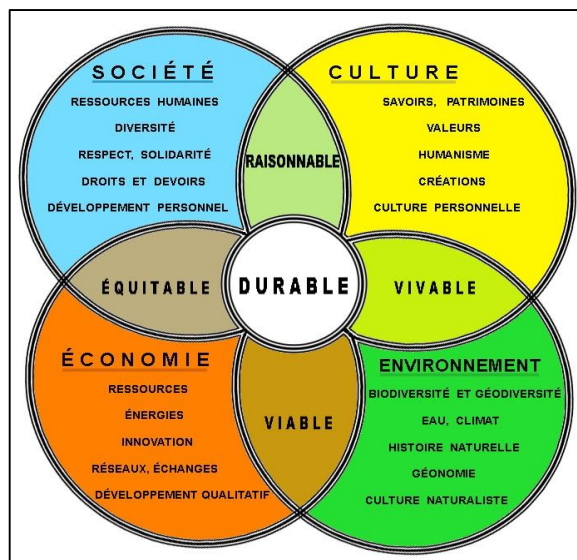 SOCIÉTÉ
RESSOURCES HUMAINES
DIVERSITÉ
RESPECT, SOLIDARITÉ
DROITS ET DEVOIRS
DÉVELOPPEMENT PERSONNEL
CULTURE
SAVOIRS, PATRIMOINES
VALEURS
HUMANISME
CRÉATIONS
CULTURE PERSONNELLE
RAISONNABLE
ÉQUITABLE
DURABLE
VIVABLE
ÉCONOMIE
RESSOURCES
ÉNERGIES
INNOVATION
RÉSEAUX, ÉCHANGES
DÉVELOPPEMENT QUALITATIF
VIABLE
ENVIRONNEMENT
BIODIVERSITÉ ET GÉODIVERSITÉ
EAU, CLIMAT
HISTOIRE NATURELLE
GÉONOMIE
CULTURE NATURALISTE